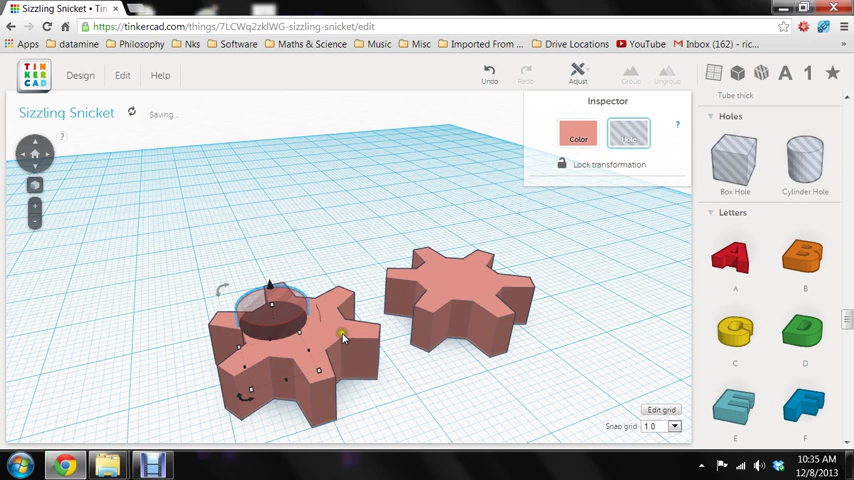 Sizzling Snicket • Tin
https://tinkercad.com/things/7LCWq2zklWG-sizzling-snicket/edit
Apps datamine Philosophy Nks Software Maths & Science Music Misc Imported From ... Drive Locations YouTube Inbox (162) - ric...
TIN
KER
CAD
Design Edit Help
Undo Redo Adjust Group Ungroup A 1
Sizzling Snicket Saving...
?
Inspector
Color Hole ?
Lock transformation
Tube thick
Holes
Box Hole Cylinder Hole
Letters
A B
C D
E F
Edit grid
Snap grid 1.0
10:35 AM
12/8/2013